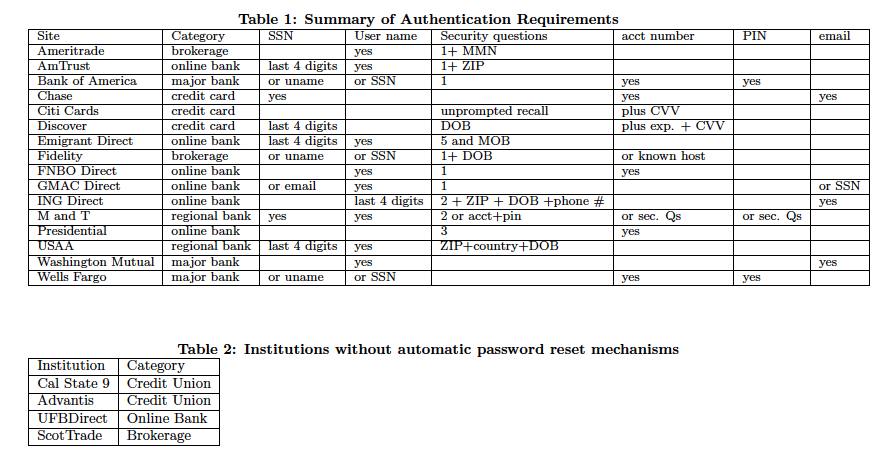 Table 1: Summary of Authentication Requirements
Site Category SSN User name Security questions acct number PIN email
Ameritrade brokerage yes 1+ MMN
AmTrust online bank last 4 digits yes 1+ ZIP
Bank of America major bank or uname or SSN 1 yes yes
Chase credit card yes yes yes
Citi Cards credit card unprompted recall plus CVV
Discover credit card last 4 digits DOB plus exp. + CVV
Emigrant Direct online bank last 4 digits yes 5 and MOB
Fidelity brokerage or uname or SSN 1+ DOB or known host
FNBO Direct online bank yes 1 yes
GMAC Direct online bank or email yes 1 or SSN
ING Direct online bank last 4 digits 2 + ZIP + DOB +phone # yes
M and T regional bank yes yes 2 or acct+pin or sec. Qs or sec. Qs
Presidential online bank 3 yes
USAA regional bank last 4 digits yes ZIP+country+DOB
Washington Mutual major bank yes yes
Wells Fargo major bank or uname or SSN yes yes
Table 2: Institutions without automatic password reset mechanisms
Institution Category
Cal State 9 Credit Union
Advantis Credit Union
UFBDirect Online Bank
ScotTrade Brokerage